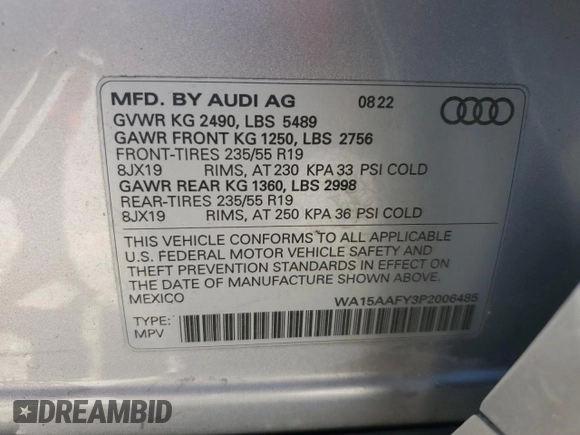 MFD. BY AUDI AG 0822
GVWR KG 2490, LBS 5489
GAWR FRONT KG 1250, LBS 2756
FRONT-TIRES 235/55 R19
8JX19 RIMS, AT 230 KPA 33 PSI COLD
GAWR REAR KG 1360, LBS 2998
REAR-TIRES 235/55 R19
8JX19 RIMS, AT 250 KPA 36 PSI COLD
THIS VEHICLE CONFORMS TO ALL APPLICABLE
U.S. FEDERAL MOTOR VEHICLE SAFETY AND
THEFT PREVENTION STANDARDS IN EFFECT ON
THE DATE OF MANUFACTURE SHOWN ABOVE.
MEXICO WA15AAFY3P2006485
TYPE:
MPV
DREAMBID